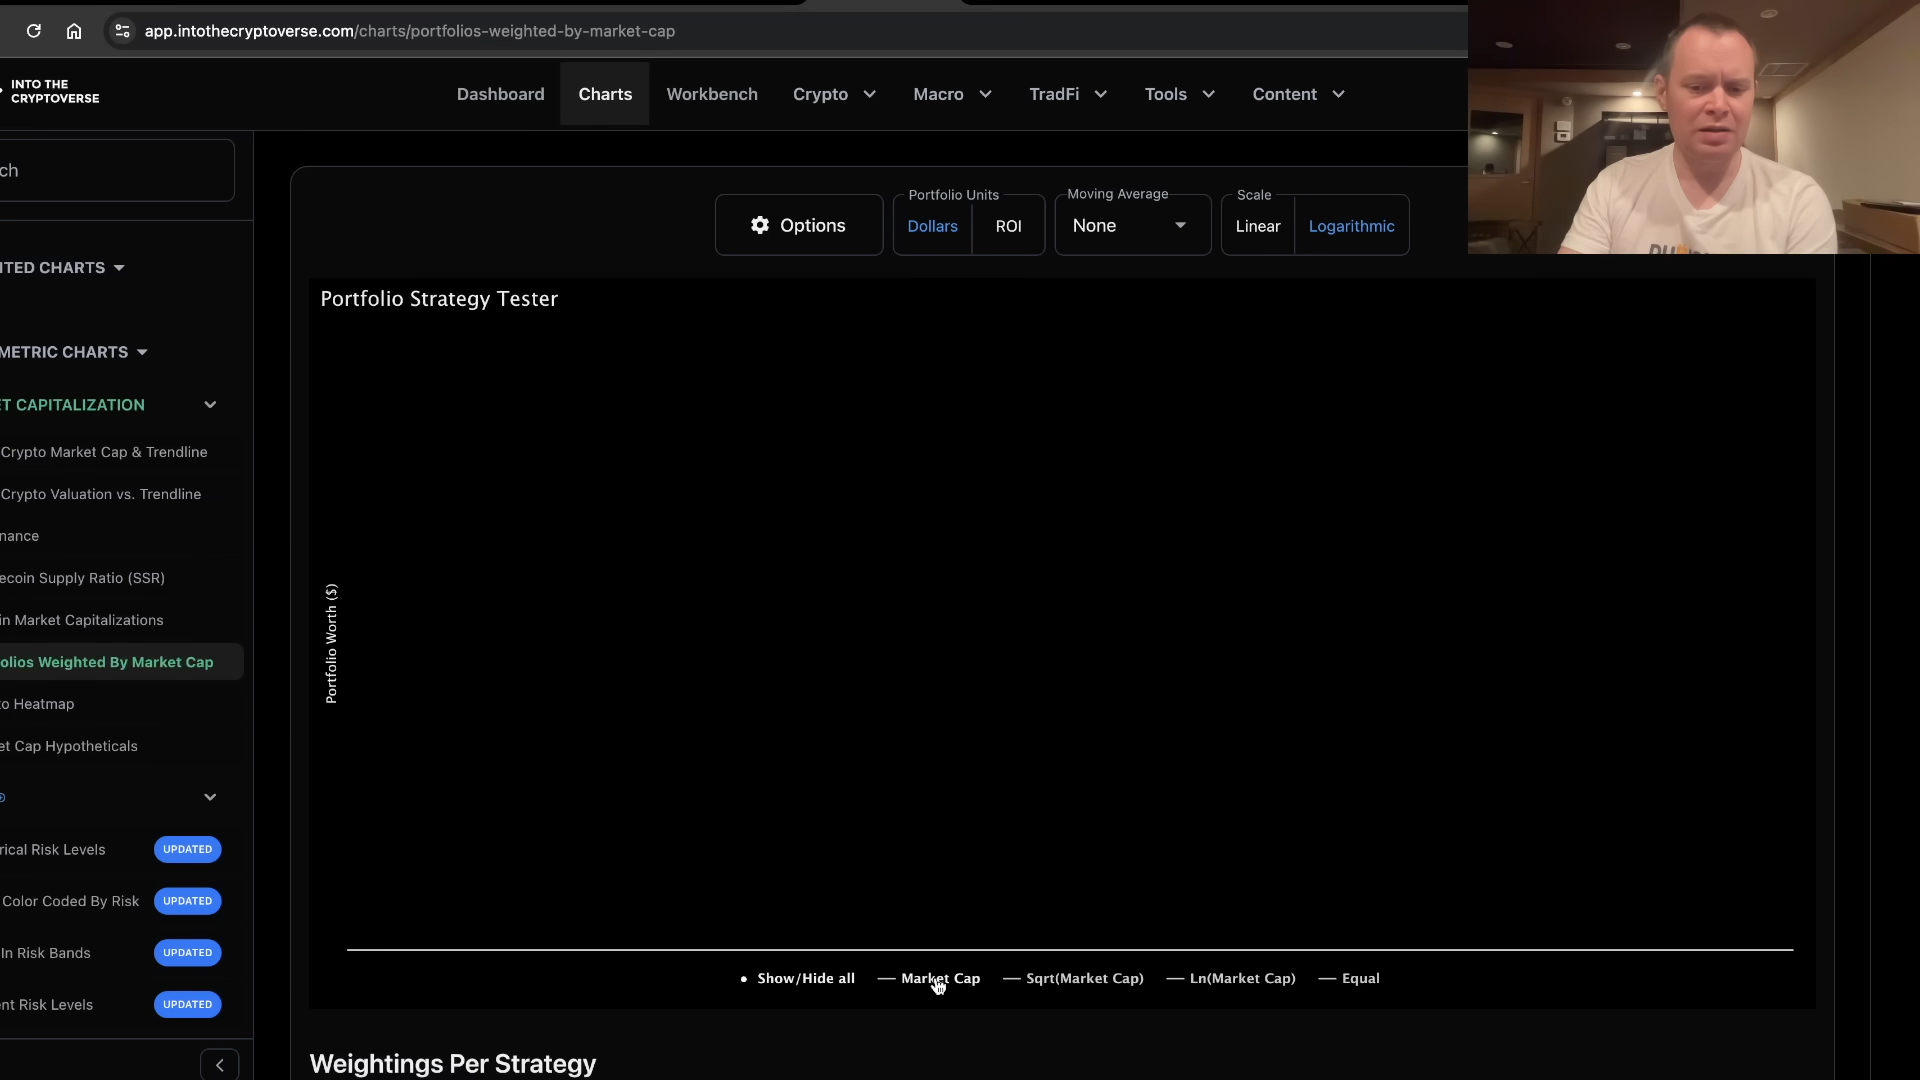 app.intothecryptoverse.com/charts/portfolios-weighted-by-market-cap
INTO THE
CRYPTOVERSE
Dashboard
Charts
Workbench
Crypto
Macro
TradFi
Tools
Content
ch
Options
Portfolio Units
Dollars
ROI
Moving Average
None
Scale
Linear
Logarithmic
ITED CHARTS
METRIC CHARTS
ET CAPITALIZATION
Crypto Market Cap & Trendline
Crypto Valuation vs. Trendline
nance
ecoin Supply Ratio (SSR)
in Market Capitalizations
olios Weighted By Market Cap
o Heatmap
et Cap Hypotheticals
rical Risk Levels
UPDATED
Color Coded By Risk
UPDATED
In Risk Bands
UPDATED
nt Risk Levels
UPDATED
Portfolio Strategy Tester
Portfolio Worth ($)
Show/Hide all
Market Cap
Sqrt(Market Cap)
Ln(Market Cap)
Equal
Weightings Per Strategy